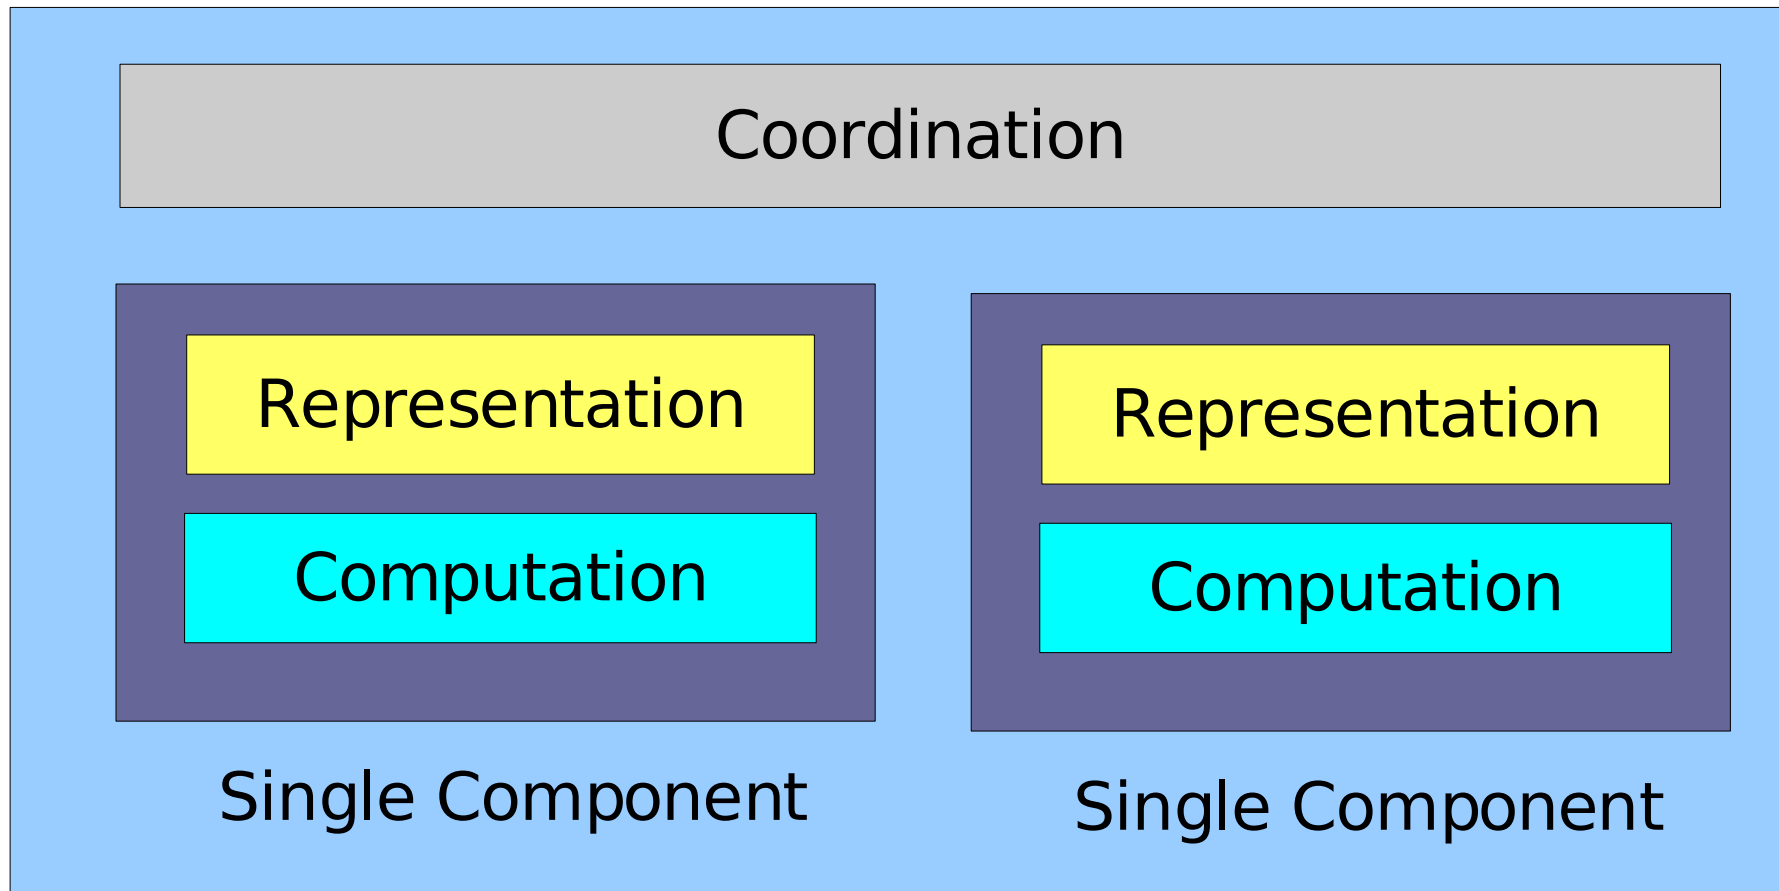 Coordination
Representation
Computation
Single Component
Representation
Computation
Single Component